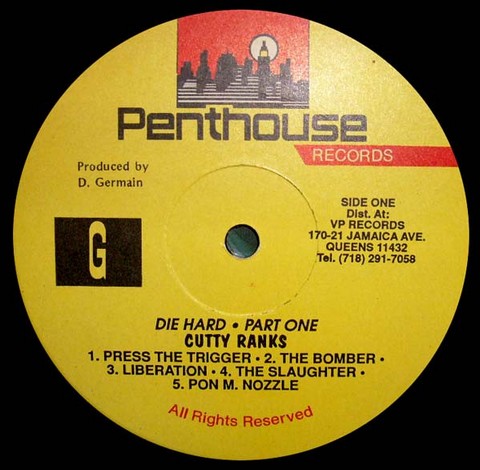 Penthouse
RECORDS
Produced by
D. Germain
G
SIDE ONE
Dist. At:
VP RECORDS
170-21 JAMAICA AVE.
QUEENS 11432
Tel. (718) 291-7058
DIE HARD • PART ONE
CUTTY RANKS
1. PRESS THE TRIGGER • 2. THE BOMBER •
3. LIBERATION • 4. THE SLAUGHTER •
5. PON M. NOZZLE
All Rights Reserved